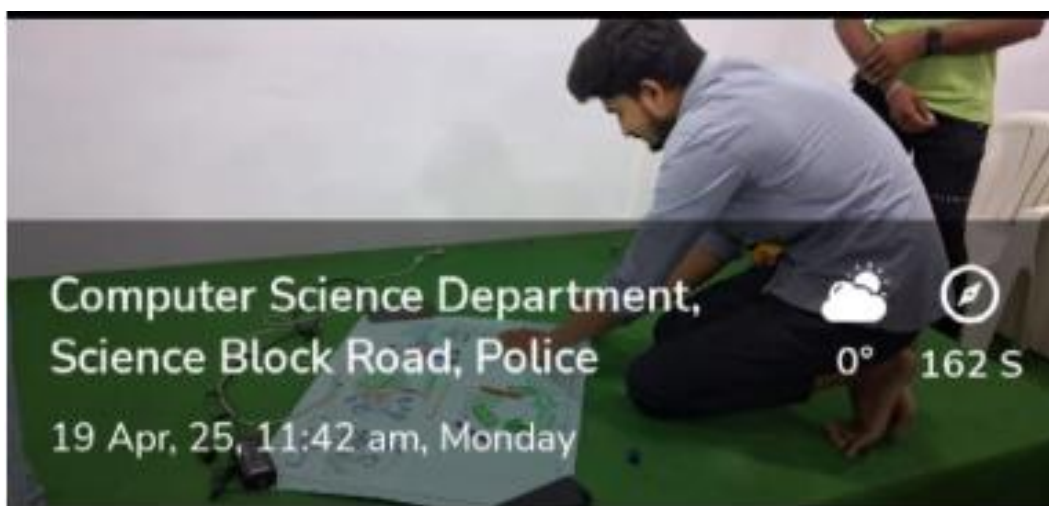 Computer Science Department,
Science Block Road, Police
0°
162 S
19 Apr, 25, 11:42 am, Monday